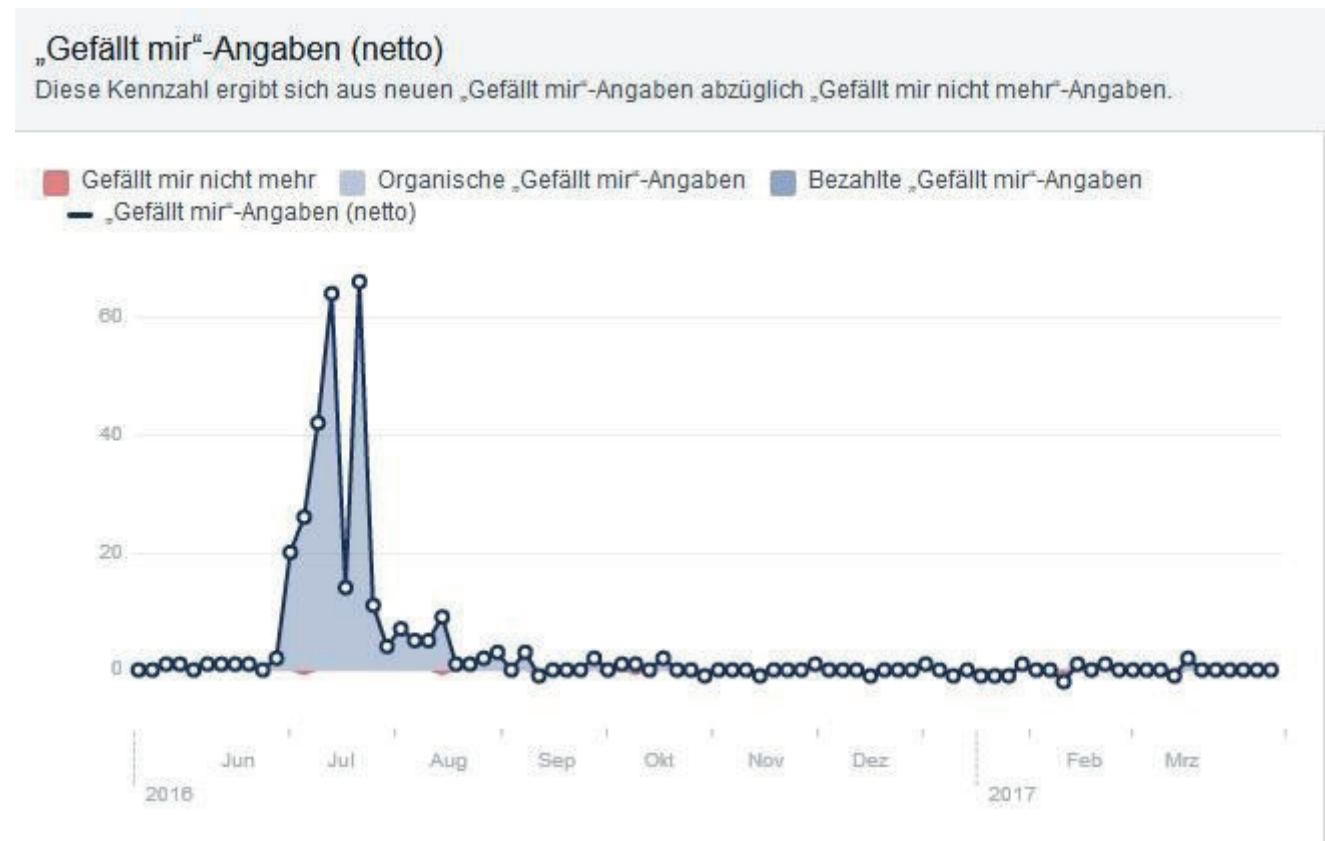 „Gefällt mir“-Angaben (netto)
Diese Kennzahl ergibt sich aus neuen „Gefällt mir“-Angaben abzüglich „Gefällt mir nicht mehr“-Angaben.
Gefällt mir nicht mehr Organische „Gefällt mir“-Angaben Bezahlte „Gefällt mir“-Angaben
„Gefällt mir“-Angaben (netto)
60
40
20
0
Jun Jul Aug Sep Okt Nov Dez Feb Mrz
2016 2017